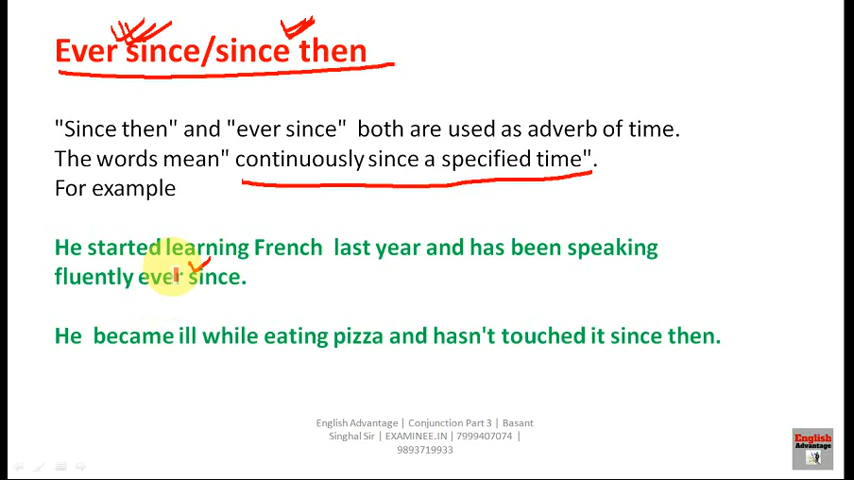 Ever since/since then
"Since then" and "ever since"  both are used as adverb of time.
The words mean" continuously since a specified time".
For example
He started learning French  last year and has been speaking
fluently ever since.
He  became ill while eating pizza and hasn't touched it since then.
English Advantage | Conjunction Part 3 | Basant
Singhal Sir | EXAMINEE.IN | 7999407074 |
9893719933
English
Advantage